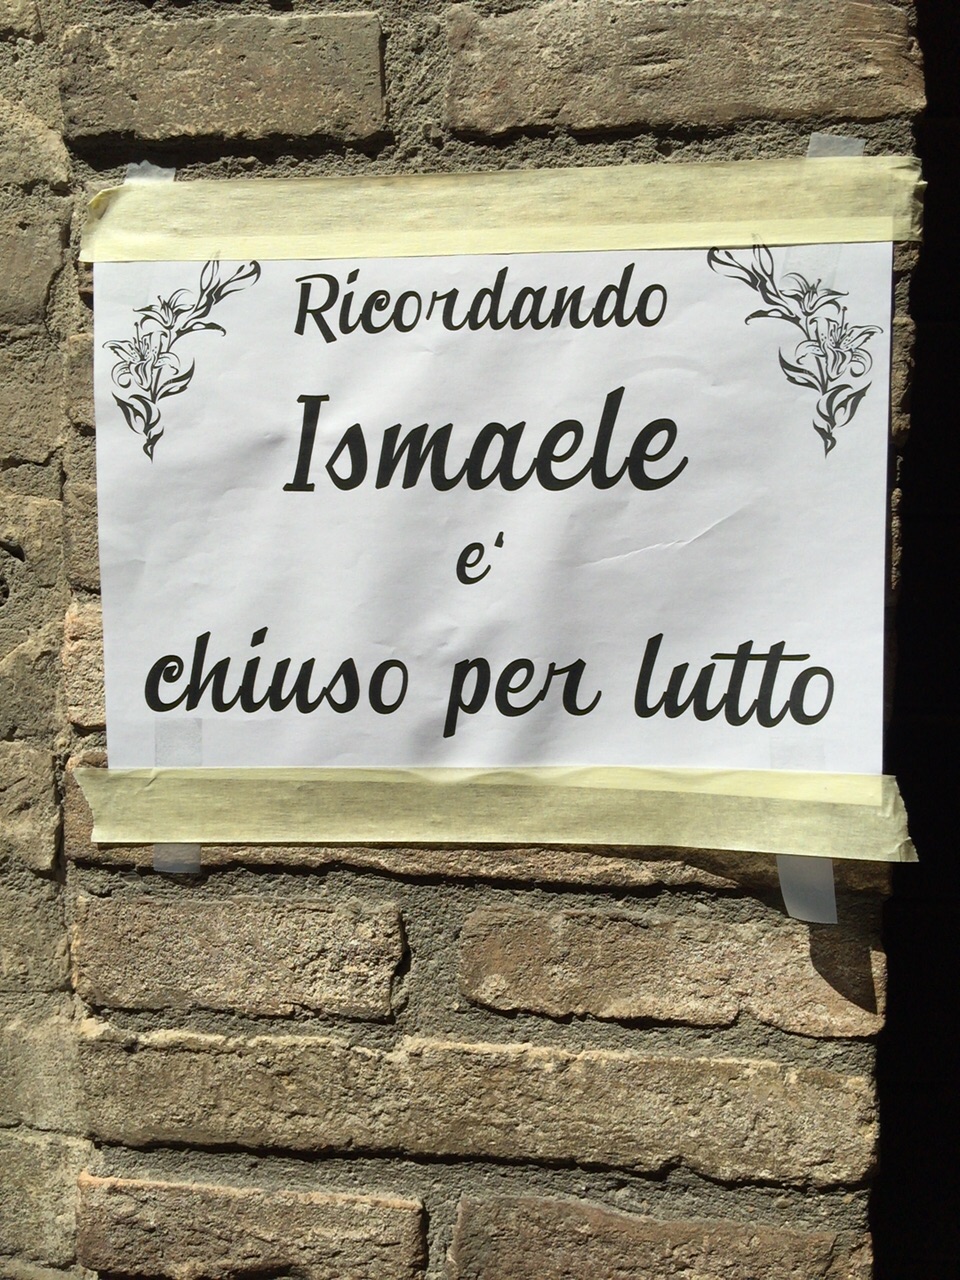 Ricordando
Ismaele
e'
chiuso per lutto